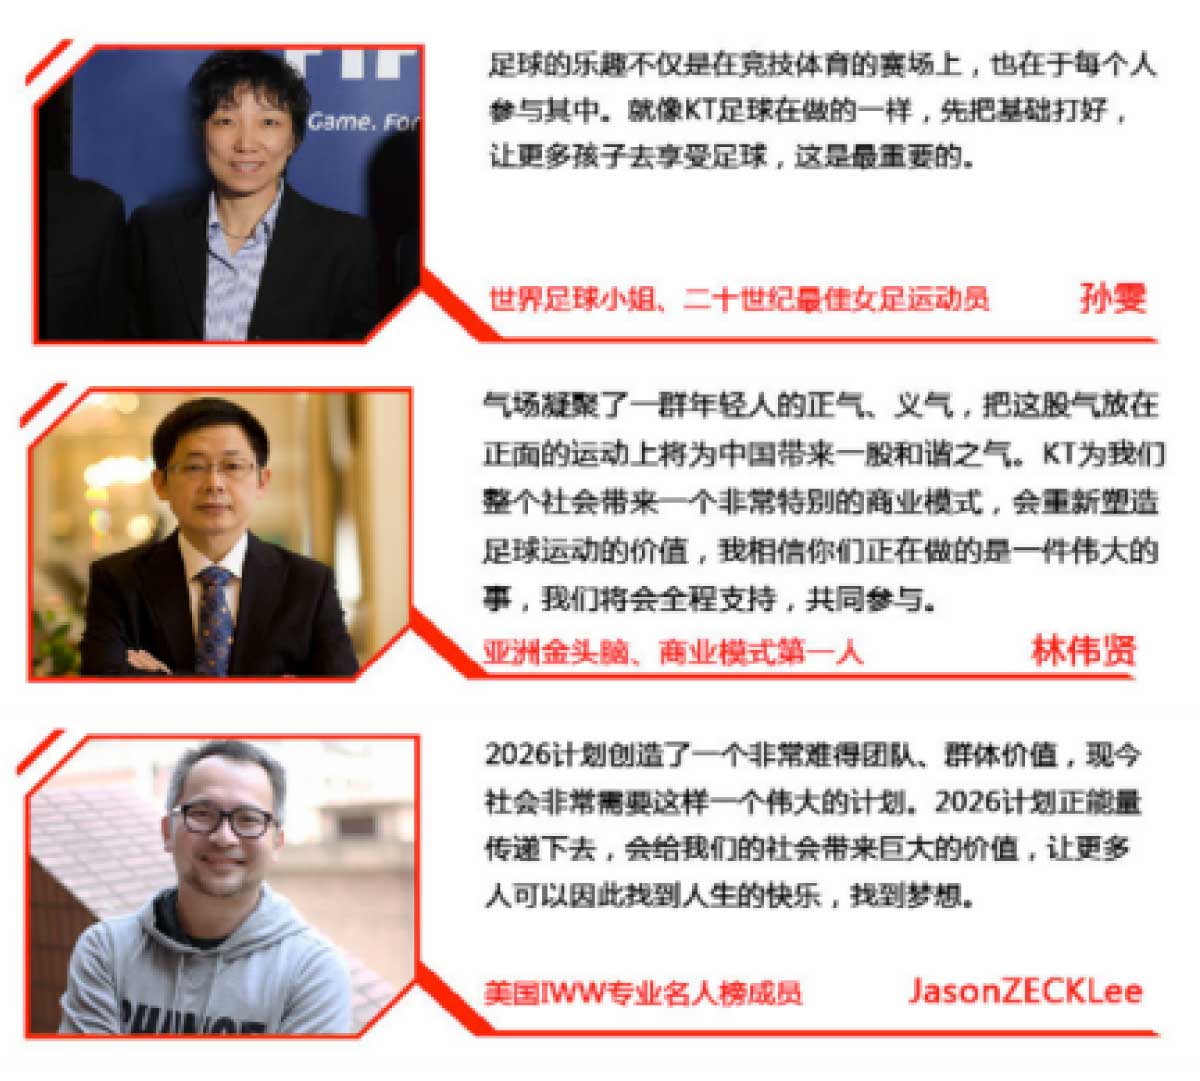 Game. For
足球的乐趣不仅是在竞技体育的赛场上，也在于每个人
参与其中。就像KT足球在做的一样，先把基础打好，
让更多孩子去享受足球，这是最重要的。
世界足球小姐、二十世纪最佳女足运动员 孙雯
气场凝聚了一群年轻人的正气、义气，把这股气放在
正面的运动上将为中国带来一股和谐之气。KT为我们
整个社会带来一个非常特别的商业模式，会重新塑造
足球运动的价值，我相信你们正在做的是一件伟大的
事，我们将会全程支持，共同参与。
亚洲金头脑、商业模式第一人 林伟贤
2026计划创造了一个非常难得团队、群体价值，现今
社会非常需要这样一个伟大的计划。2026计划正能量
传递下去，会给我们的社会带来巨大的价值，让更多
人可以因此找到人生的快乐，找到梦想。
美国IWW专业名人榜成员 JasonZECKLee